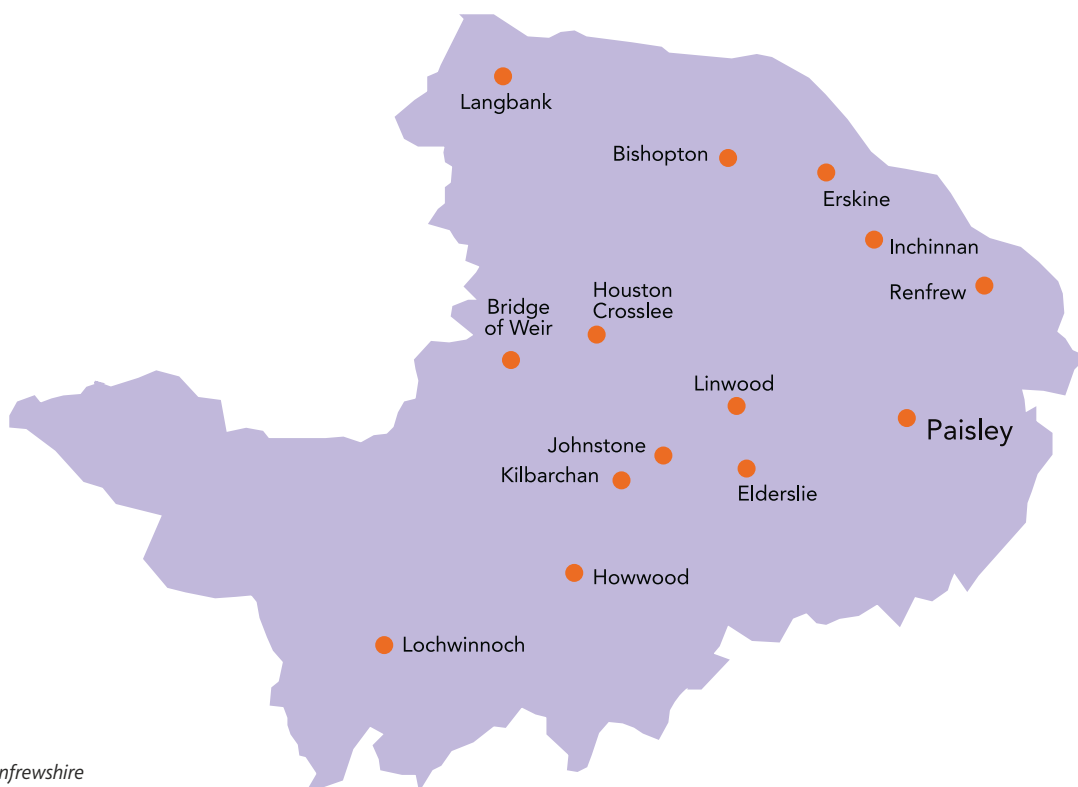 Langbank
Bishopton
Erskine
Inchinnan
Renfrew
Houston
Crosslee
Bridge
of Weir
Linwood
Paisley
Johnstone
Kilbarchan
Elderslie
Howwood
Lochwinnoch
nfrewshire